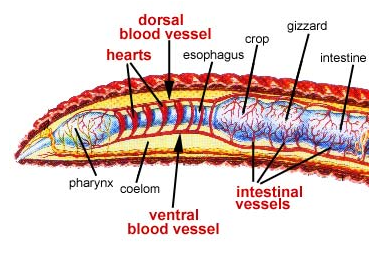 dorsal
blood vessel
hearts
esophagus
crop
gizzard
intestine
pharynx
coelom
ventral
blood vessel
intestinal
vessels